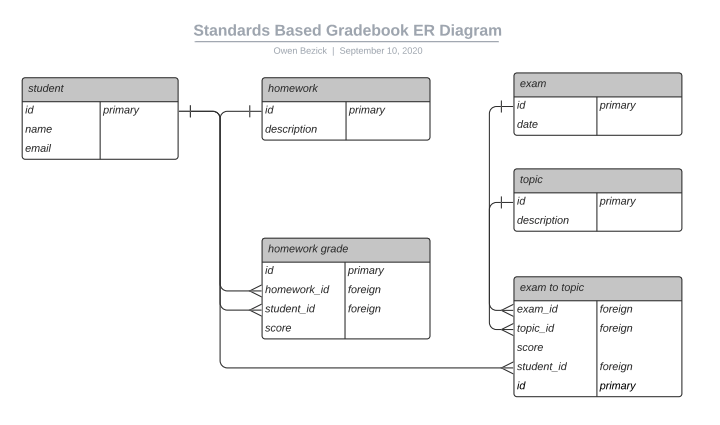 Standards Based Gradebook ER Diagram
Owen Bezick | September 10, 2020
student
id primary
name
email
homework
id primary
description
homework grade
id primary
homework_id foreign
student_id foreign
score
exam
id primary
date
topic
id primary
description
exam to topic
exam_id foreign
topic_id foreign
score
student_id foreign
id primary